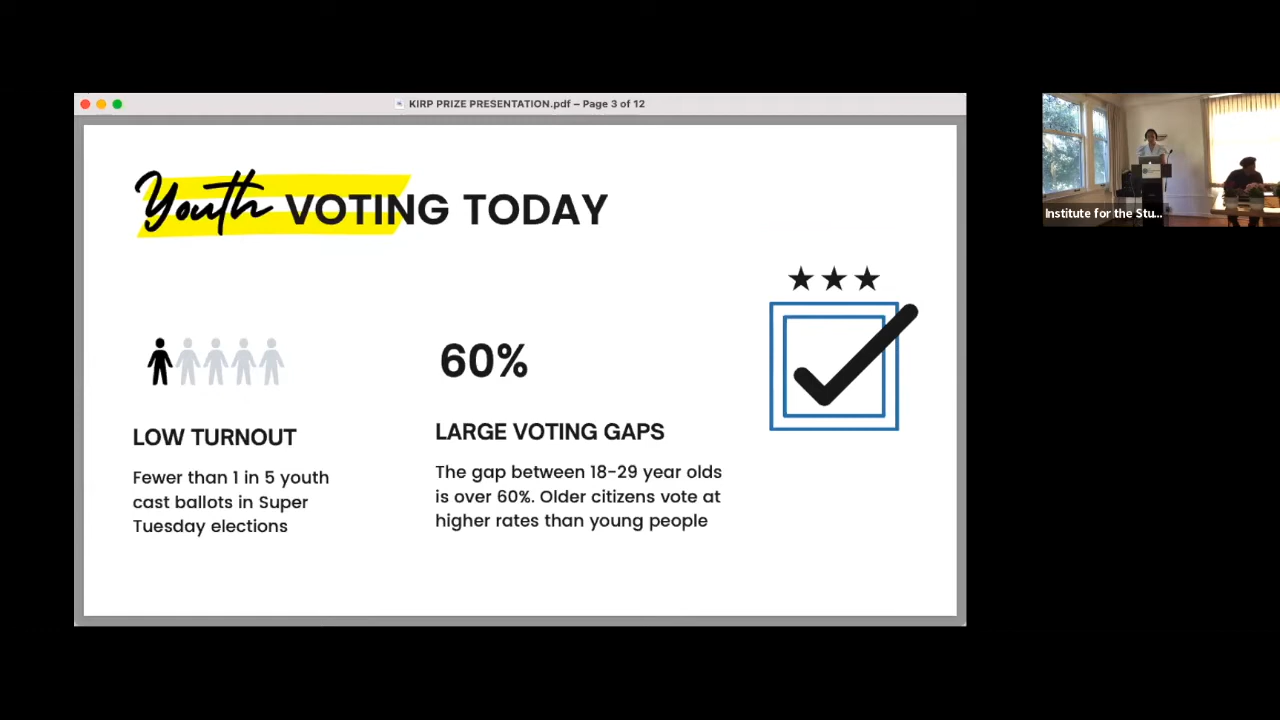 KIRP PRIZE PRESENTATION.pdf – Page 3 of 12
Youth VOTING TODAY
60%
LOW TURNOUT
Fewer than 1 in 5 youth
cast ballots in Super
Tuesday elections
LARGE VOTING GAPS
The gap between 18-29 year olds
is over 60%. Older citizens vote at
higher rates than young people
Institute for the Stu...